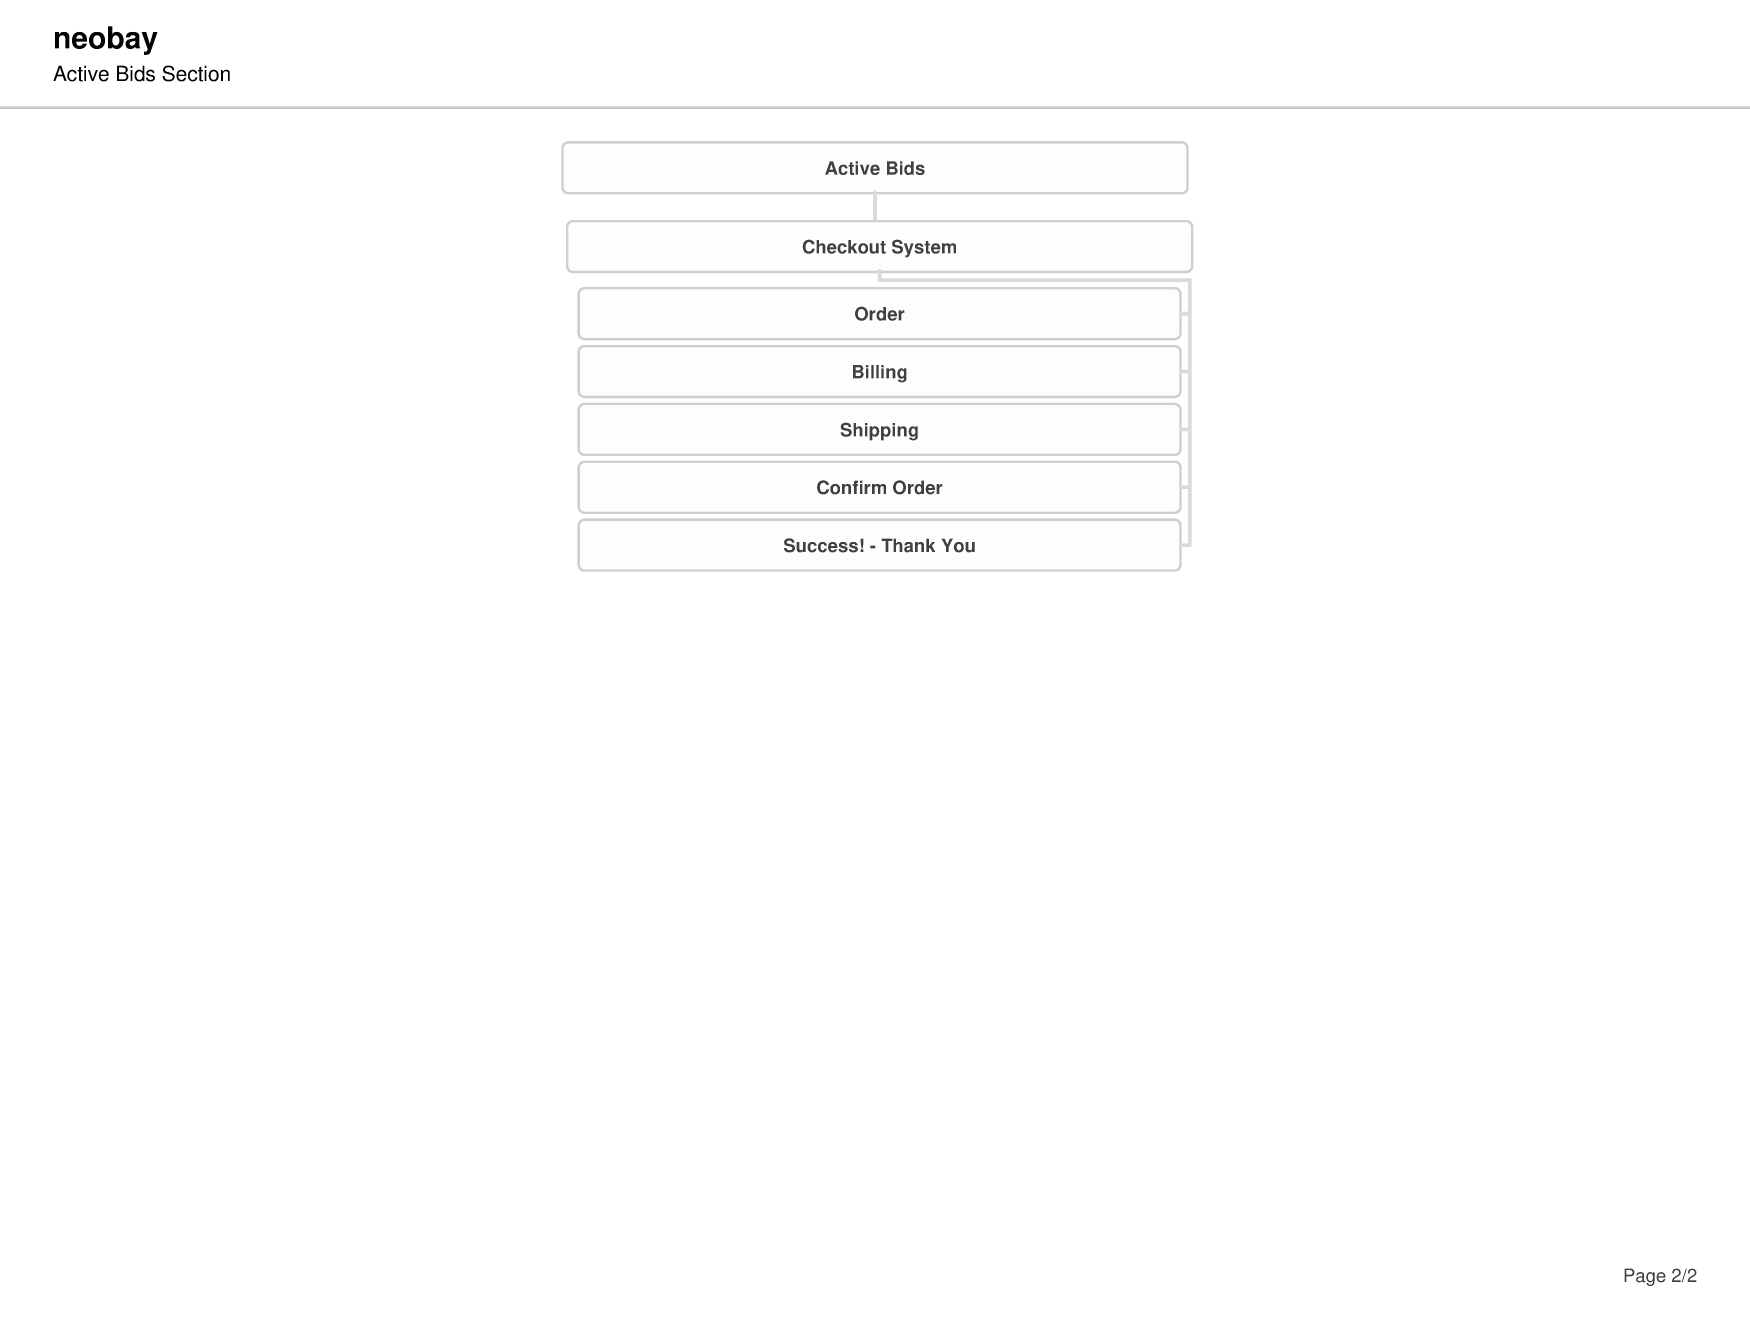 neobay
Active Bids Section
Active Bids
Checkout System
Order
Billing
Shipping
Confirm Order
Success! - Thank You
Page 2/2